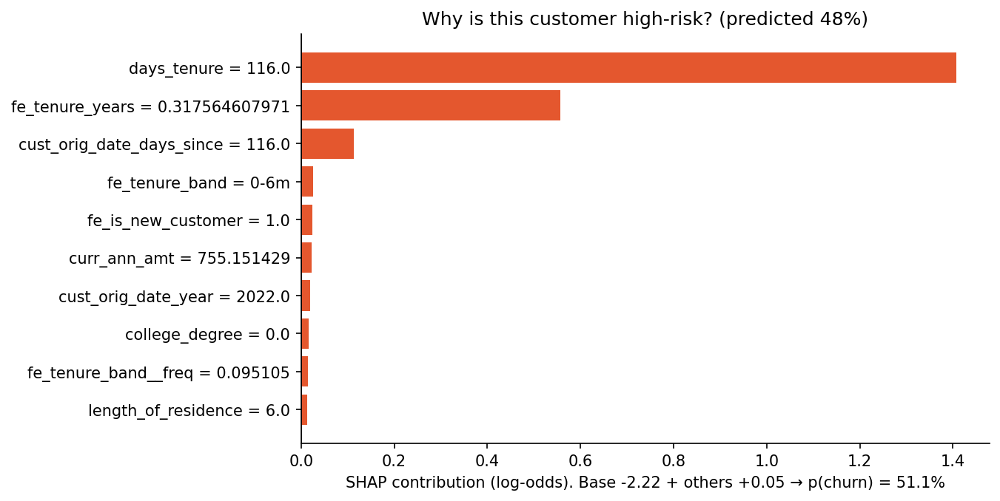 Why is this customer high-risk? (predicted 48%)
days_tenure = 116.0
fe_tenure_years = 0.317564607971
cust_orig_date_days_since = 116.0
fe_tenure_band = 0-6m
fe_is_new_customer = 1.0
curr_ann_amt = 755.151429
cust_orig_date_year = 2022.0
college_degree = 0.0
fe_tenure_band__freq = 0.095105
length_of_residence = 6.0
0.0 0.2 0.4 0.6 0.8 1.0 1.2 1.4
SHAP contribution (log-odds). Base -2.22 + others +0.05 → p(churn) = 51.1%